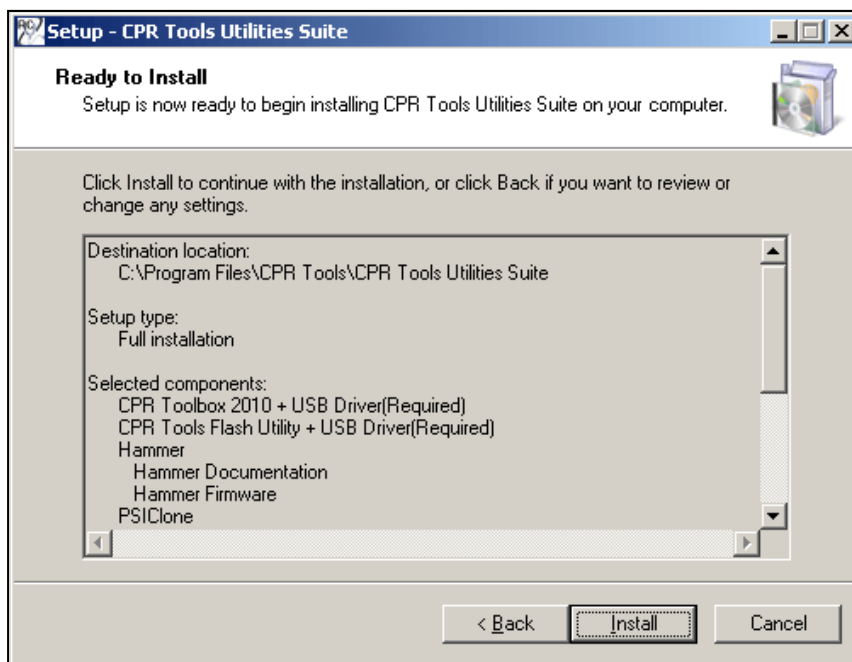 Setup - CPR Tools Utilities Suite
Ready to Install
Setup is now ready to begin installing CPR Tools Utilities Suite on your computer.
Click Install to continue with the installation, or click Back if you want to review or
change any settings.
Destination location:
C:\Program Files\CPR Tools\CPR Tools Utilities Suite
Setup type:
Full installation
Selected components:
CPR Toolbox 2010 + USB Driver(Required)
CPR Tools Flash Utility + USB Driver(Required)
Hammer
Hammer Documentation
Hammer Firmware
PSIClone
< Back
Install
Cancel